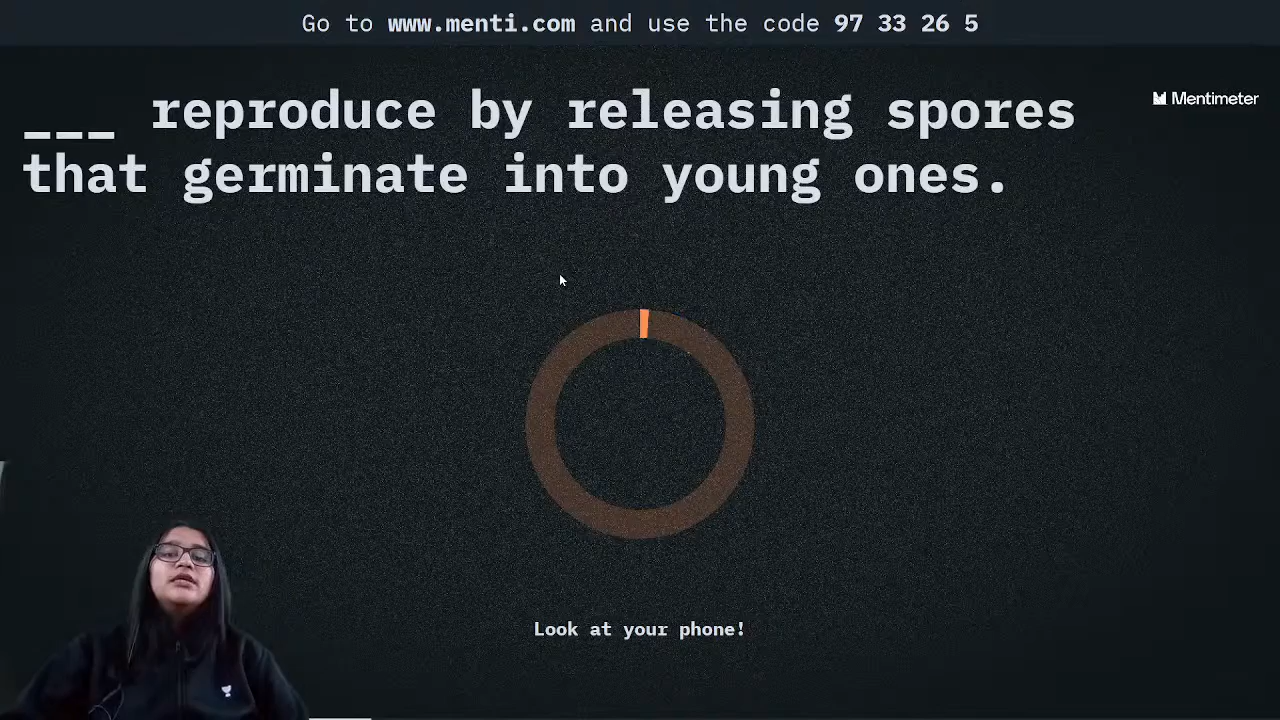 Go to www.menti.com and use the code 97 33 26 5
___ reproduce by releasing spores
Mentimeter
that germinate into young ones.
Look at your phone!